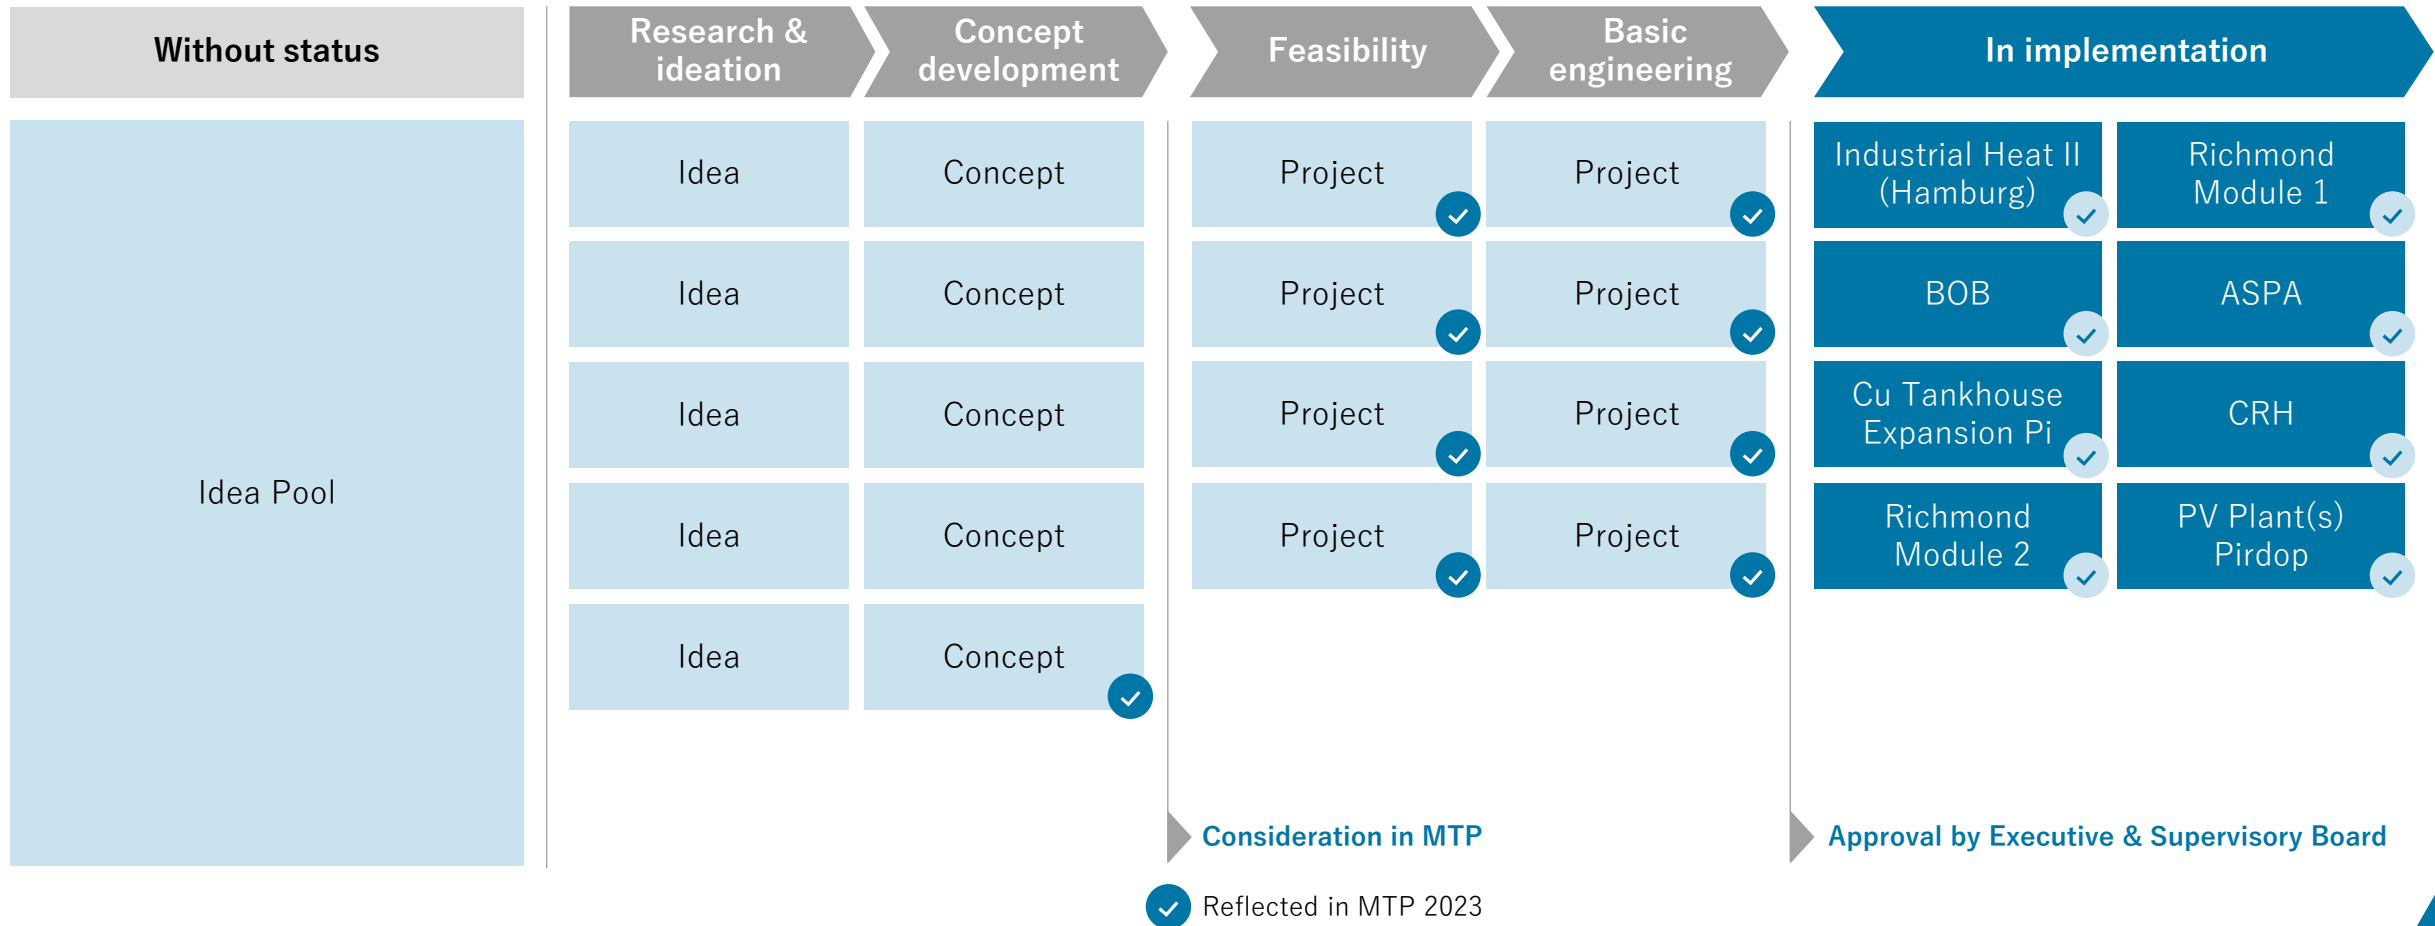 Without status
Research &
ideation
Concept
development
Feasibility
Basic
engineering
In implementation
Idea Pool
Idea
Concept
Project
Project
Industrial Heat II
(Hamburg)
Richmond
Module 1
Idea
Concept
Project
Project
BOB
ASPA
Idea
Concept
Project
Project
Cu Tankhouse
Expansion Pi
CRH
Idea
Concept
Project
Project
Richmond
Module 2
PV Plant(s)
Pirdop
Idea
Concept
Consideration in MTP
Approval by Executive & Supervisory Board
Reflected in MTP 2023